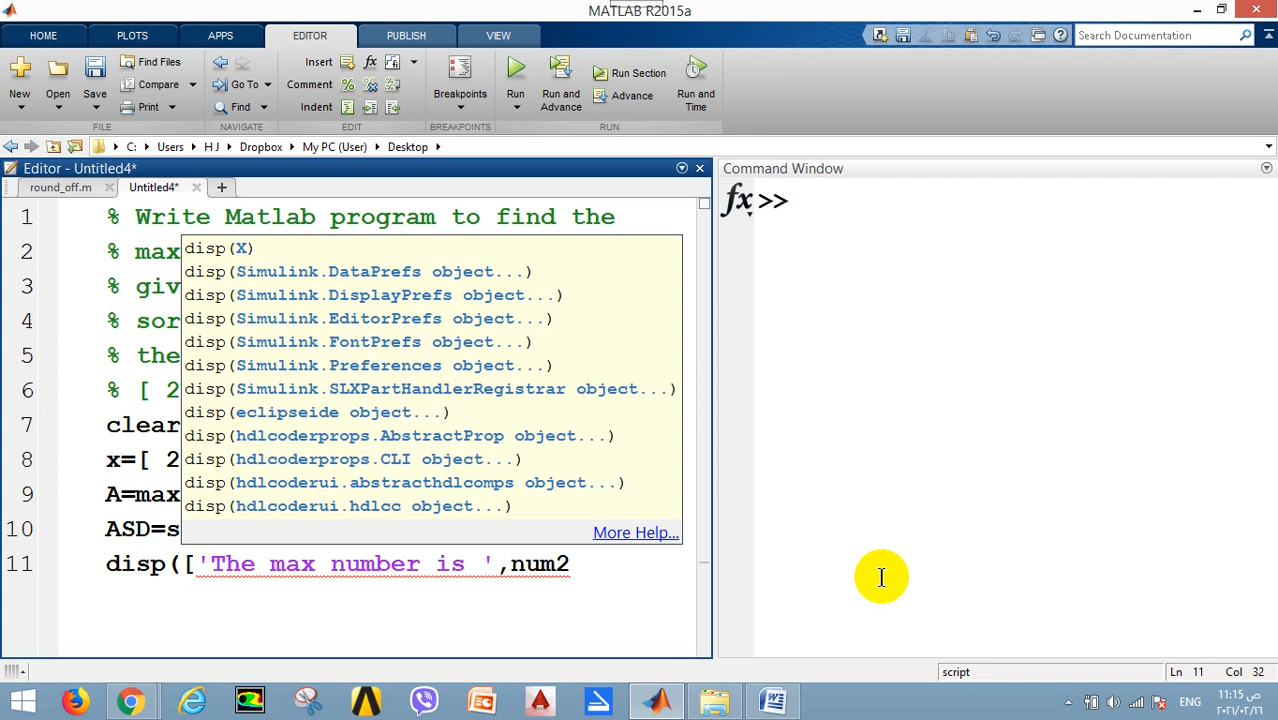 MATLAB R2015a
HOME PLOTS APPS EDITOR PUBLISH VIEW
Search Documentation
New Open Save Find Files Compare Print
Go To Find
Insert fx
Comment
Indent
Breakpoints
Run Run and Advance Run Section Advance Run and Time
FILE NAVIGATE EDIT BREAKPOINTS RUN
C: Users H J Dropbox My PC (User) Desktop
Editor - Untitled4*
round_off.m Untitled4* +
Command Window
fx >>
1 % Write Matlab program to find the
2 % max
3 % giv
4 % sor
5 % the
6 % [ 2
7 clear
8 x=[ 2
9 A=max
10 ASD=s
11 disp(['The max number is ',num2
disp(X)
disp(Simulink.DataPrefs object...)
disp(Simulink.DisplayPrefs object...)
disp(Simulink.EditorPrefs object...)
disp(Simulink.FontPrefs object...)
disp(Simulink.Preferences object...)
disp(Simulink.SLXPartHandlerRegistrar object...)
disp(eclipseide object...)
disp(hdlcoderprops.AbstractProp object...)
disp(hdlcoderprops.CLI object...)
disp(hdlcoderui.abstracthdlcomps object...)
disp(hdlcoderui.hdlcc object...)
More Help...
script Ln 11 Col 32
ENG
11:15 ص